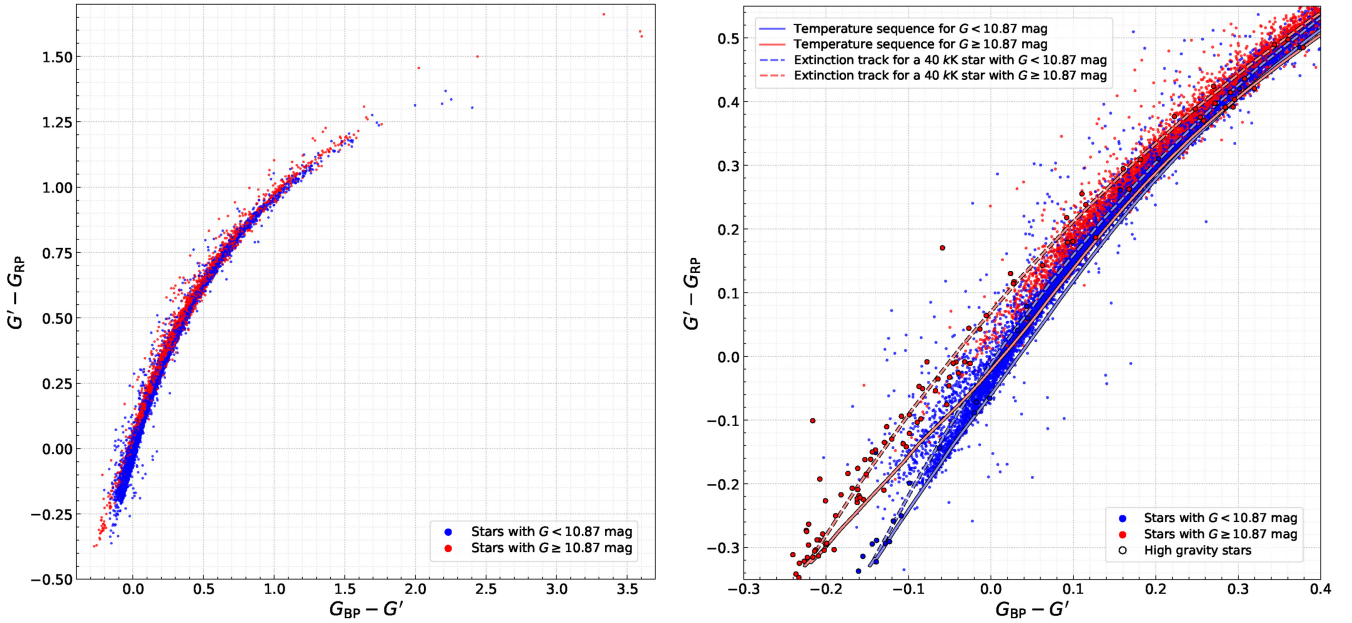 1.50
1.25
1.00
0.75
0.50
0.25
0.00
−0.25
−0.50
G′ − G_RP
0.0 0.5 1.0 1.5 2.0 2.5 3.0 3.5
G_BP − G′
Stars with G < 10.87 mag
Stars with G ≥ 10.87 mag
0.5
0.4
0.3
0.2
0.1
0.0
−0.1
−0.2
−0.3
G′ − G_RP
−0.3 −0.2 −0.1 0.0 0.1 0.2 0.3 0.4
G_BP − G′
Temperature sequence for G < 10.87 mag
Temperature sequence for G ≥ 10.87 mag
Extinction track for a 40 kK star with G < 10.87 mag
Extinction track for a 40 kK star with G ≥ 10.87 mag
Stars with G < 10.87 mag
Stars with G ≥ 10.87 mag
High gravity stars